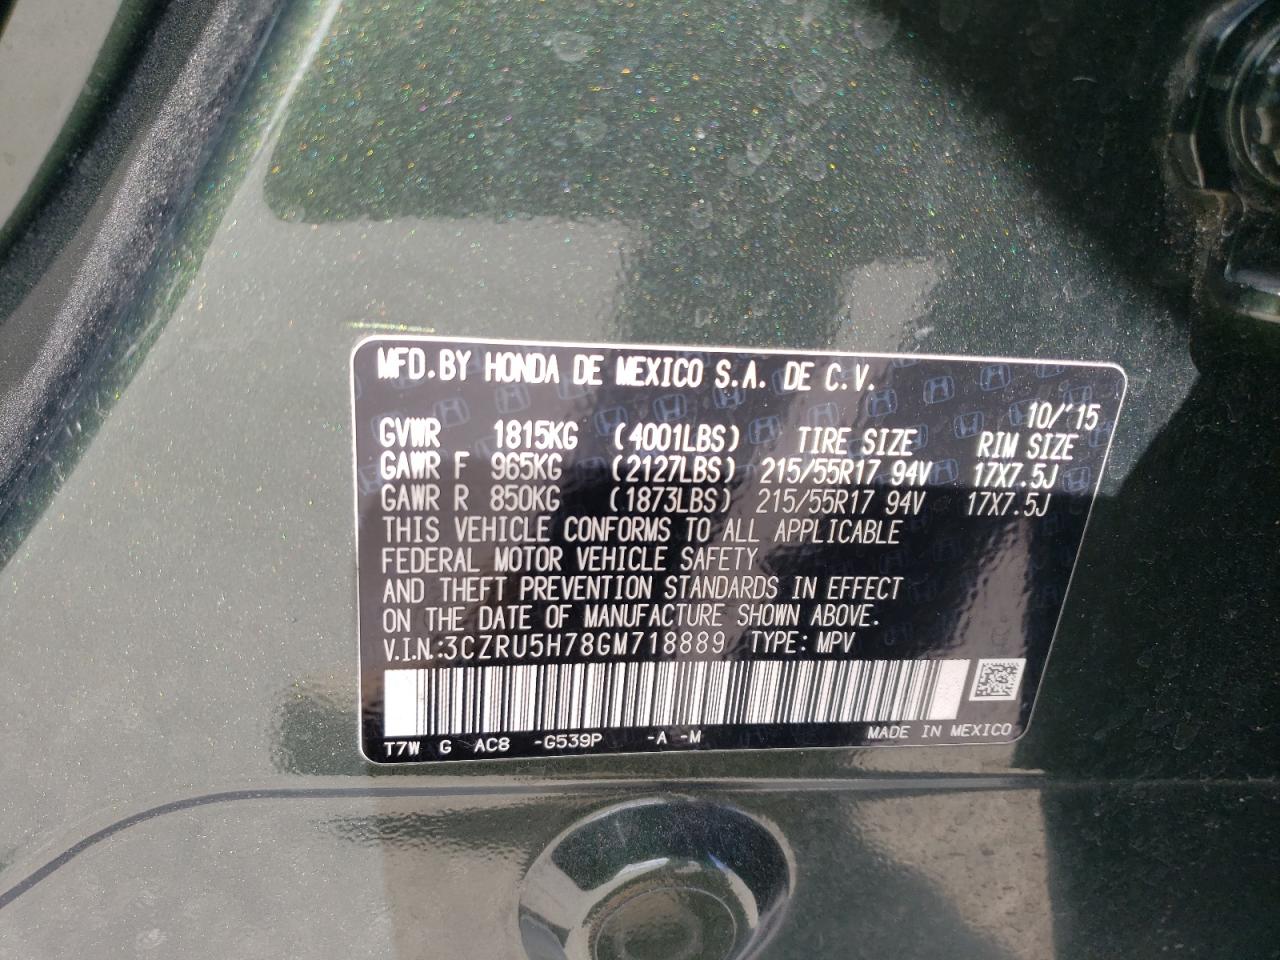 MFD.BY HONDA DE MEXICO S.A. DE C.V.
10/'15
GVWR 1815KG (4001LBS) TIRE SIZE RIM SIZE
GAWR F 965KG (2127LBS) 215/55R17 94V 17X7.5J
GAWR R 850KG (1873LBS) 215/55R17 94V 17X7.5J
THIS VEHICLE CONFORMS TO ALL APPLICABLE
FEDERAL MOTOR VEHICLE SAFETY
AND THEFT PREVENTION STANDARDS IN EFFECT
ON THE DATE OF MANUFACTURE SHOWN ABOVE.
V.I.N.:3CZRU5H78GM718889 TYPE: MPV
T7W G AC8 -G539P -A -M MADE IN MEXICO